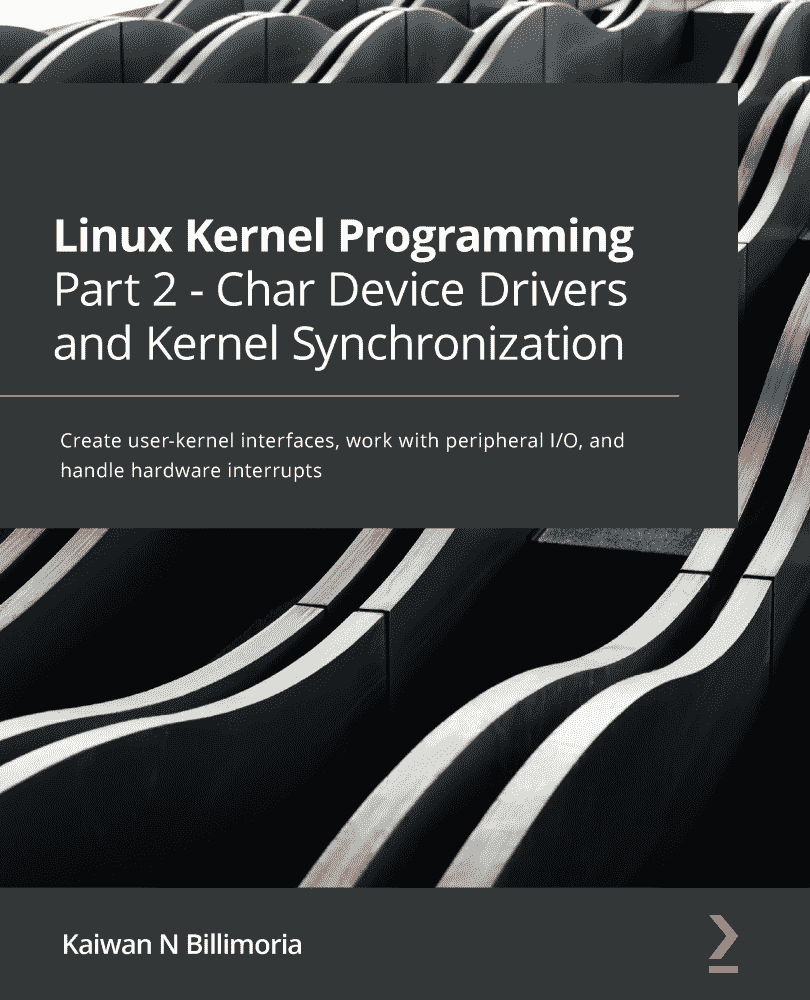 Linux Kernel Programming
Part 2 - Char Device Drivers
and Kernel Synchronization
Create user-kernel interfaces, work with peripheral I/O, and
handle hardware interrupts
Kaiwan N Billimoria